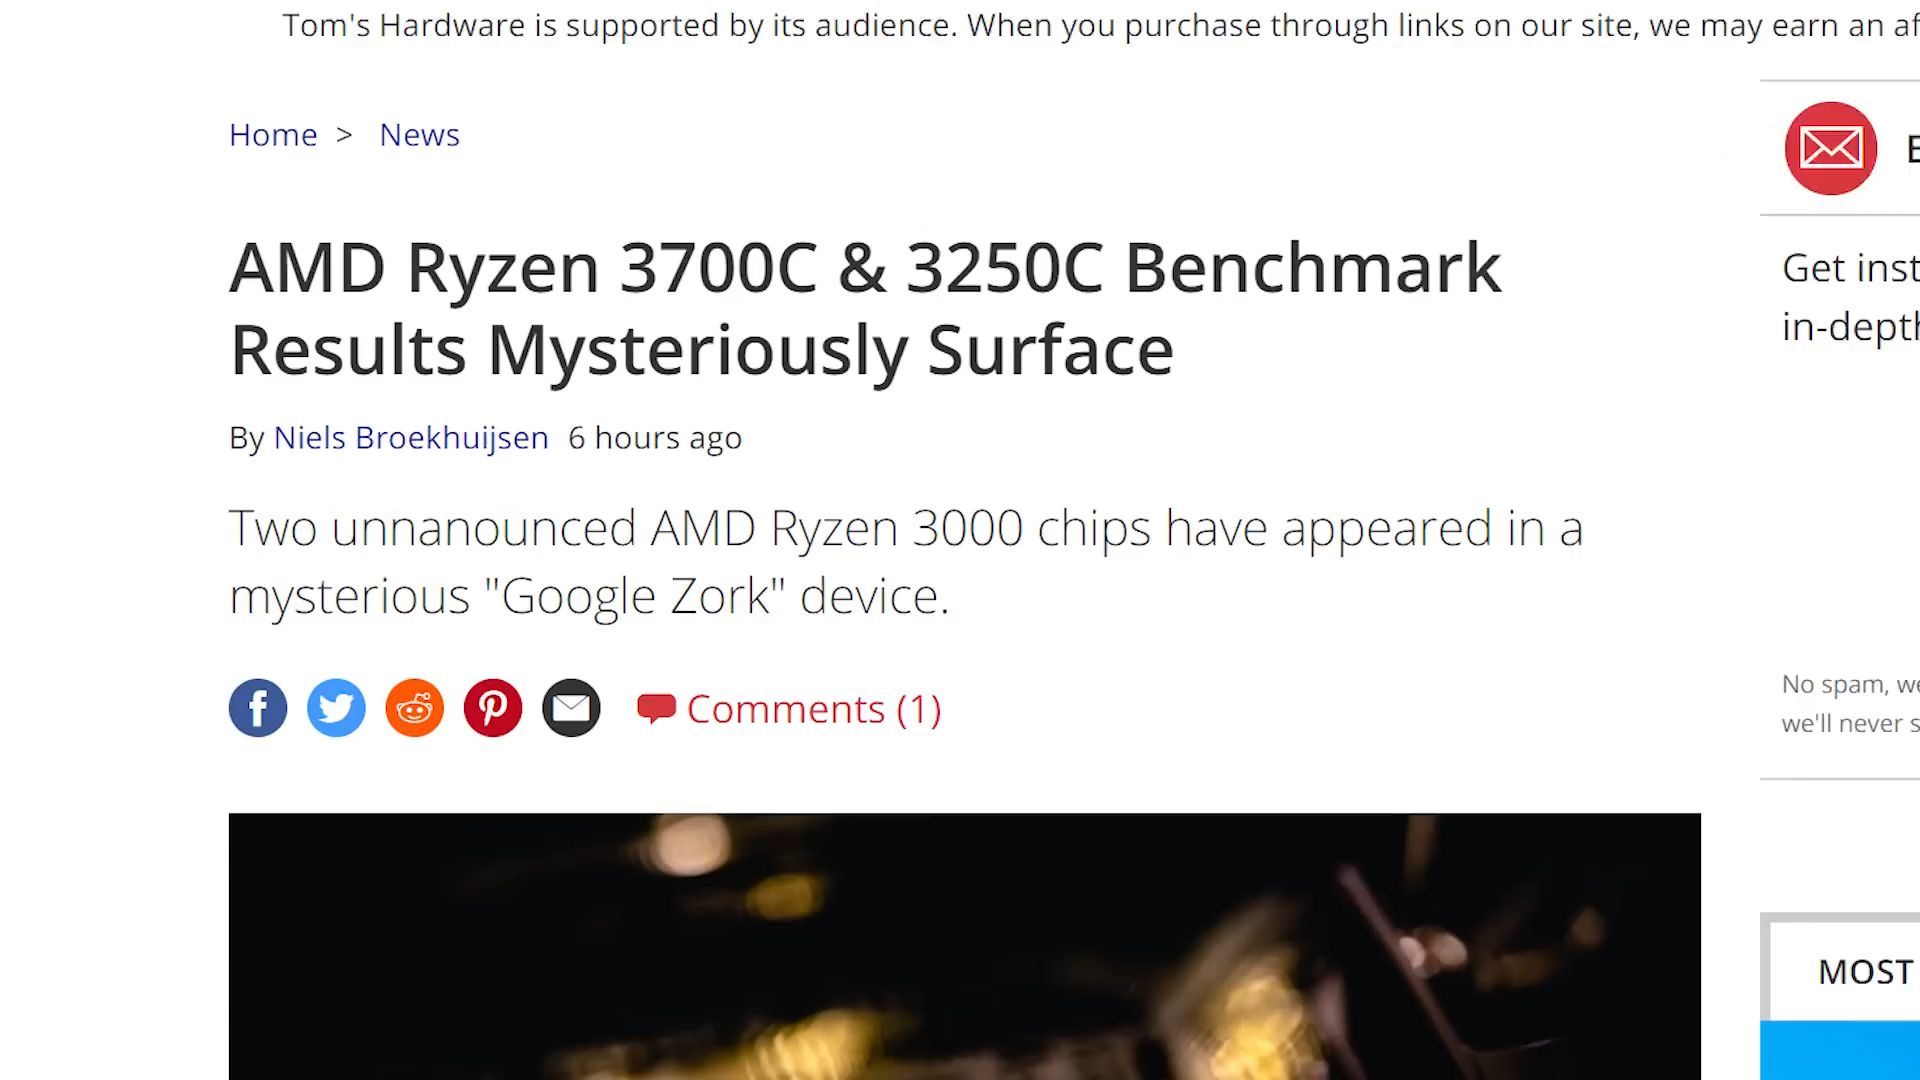 Tom's Hardware is supported by its audience. When you purchase through links on our site, we may earn an
Home > News
AMD Ryzen 3700C & 3250C Benchmark
Results Mysteriously Surface
By Niels Broekhuijsen 6 hours ago
Two unnanounced AMD Ryzen 3000 chips have appeared in a
mysterious "Google Zork" device.
Comments (1)
Get
in-depth
No spam,
we'll never
MOST